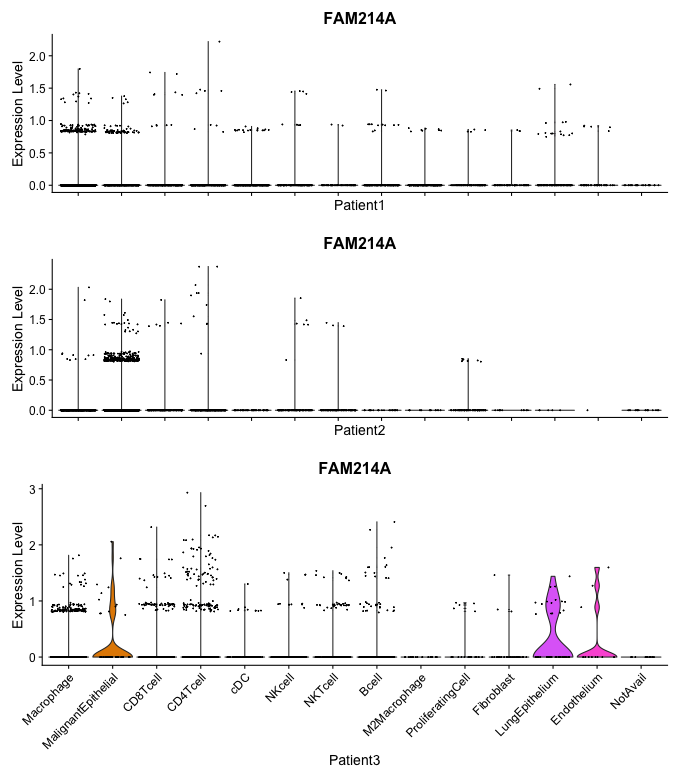 FAM214A
Expression Level
2.0
1.5
1.0
0.5
0.0
Patient1
FAM214A
Expression Level
2.0
1.5
1.0
0.5
0.0
Patient2
FAM214A
Expression Level
3
2
1
0
Macrophage
MalignantEpithelial
CD8Tcell
CD4Tcell
cDC
NKcell
NKTcell
Bcell
M2Macrophage
ProliferatingCell
Fibroblast
LungEpithelium
Endothelium
NotAvail
Patient3